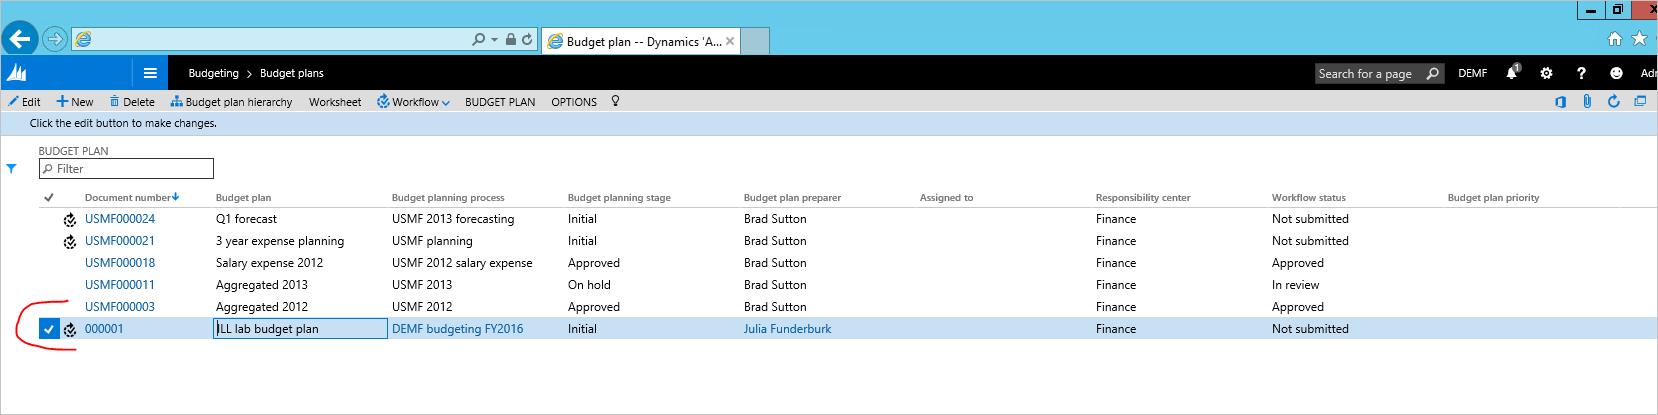 Budget plan -- Dynamics 'A...
Budgeting > Budget plans Search for a page DEMF 1
Edit New Delete Budget plan hierarchy Worksheet Workflow BUDGET PLAN OPTIONS
Click the edit button to make changes.
BUDGET PLAN
Filter
Document number Budget plan Budget planning process Budget planning stage Budget plan preparer Assigned to Responsibility center Workflow status Budget plan priority
USMF000024 Q1 forecast USMF 2013 forecasting Initial Brad Sutton Finance Not submitted
USMF000021 3 year expense planning USMF planning Initial Brad Sutton Finance Not submitted
USMF000018 Salary expense 2012 USMF 2012 salary expense Approved Brad Sutton Finance Approved
USMF000011 Aggregated 2013 USMF 2013 On hold Brad Sutton Finance In review
USMF000003 Aggregated 2012 USMF 2012 Approved Brad Sutton Finance Approved
000001 ILL lab budget plan DEMF budgeting FY2016 Initial Julia Funderburk Finance Not submitted